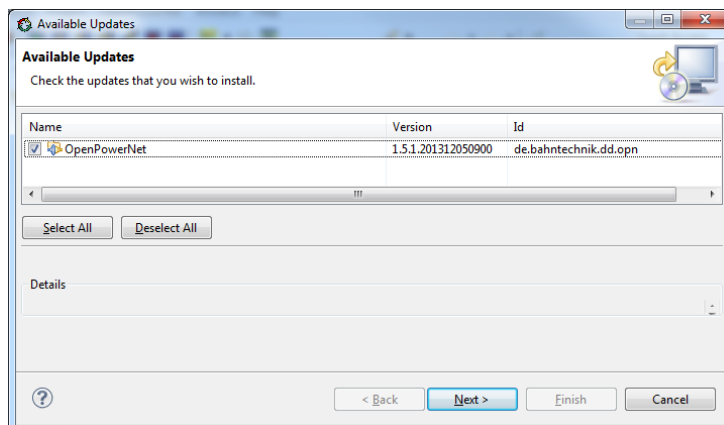 Available Updates
Available Updates
Check the updates that you wish to install.
Name Version Id
OpenPowerNet 1.5.1.201312050900 de.bahntechnik.dd.opn
Select All Deselect All
Details
< Back Next > Finish Cancel